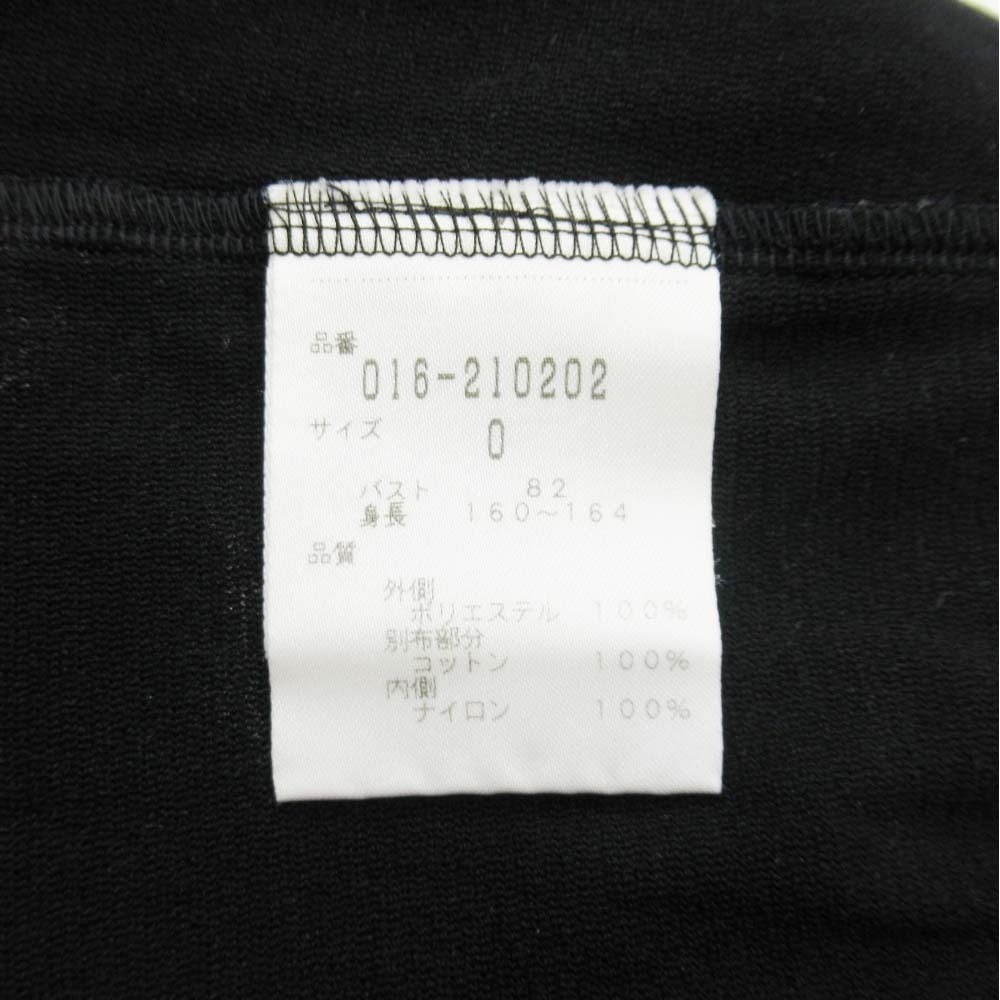 品番
016-210202
サイズ 0
バスト 82
身長 160~164
品質
外側
ポリエステル 100%
別布部分
コットン 100%
内側
ナイロン 100%